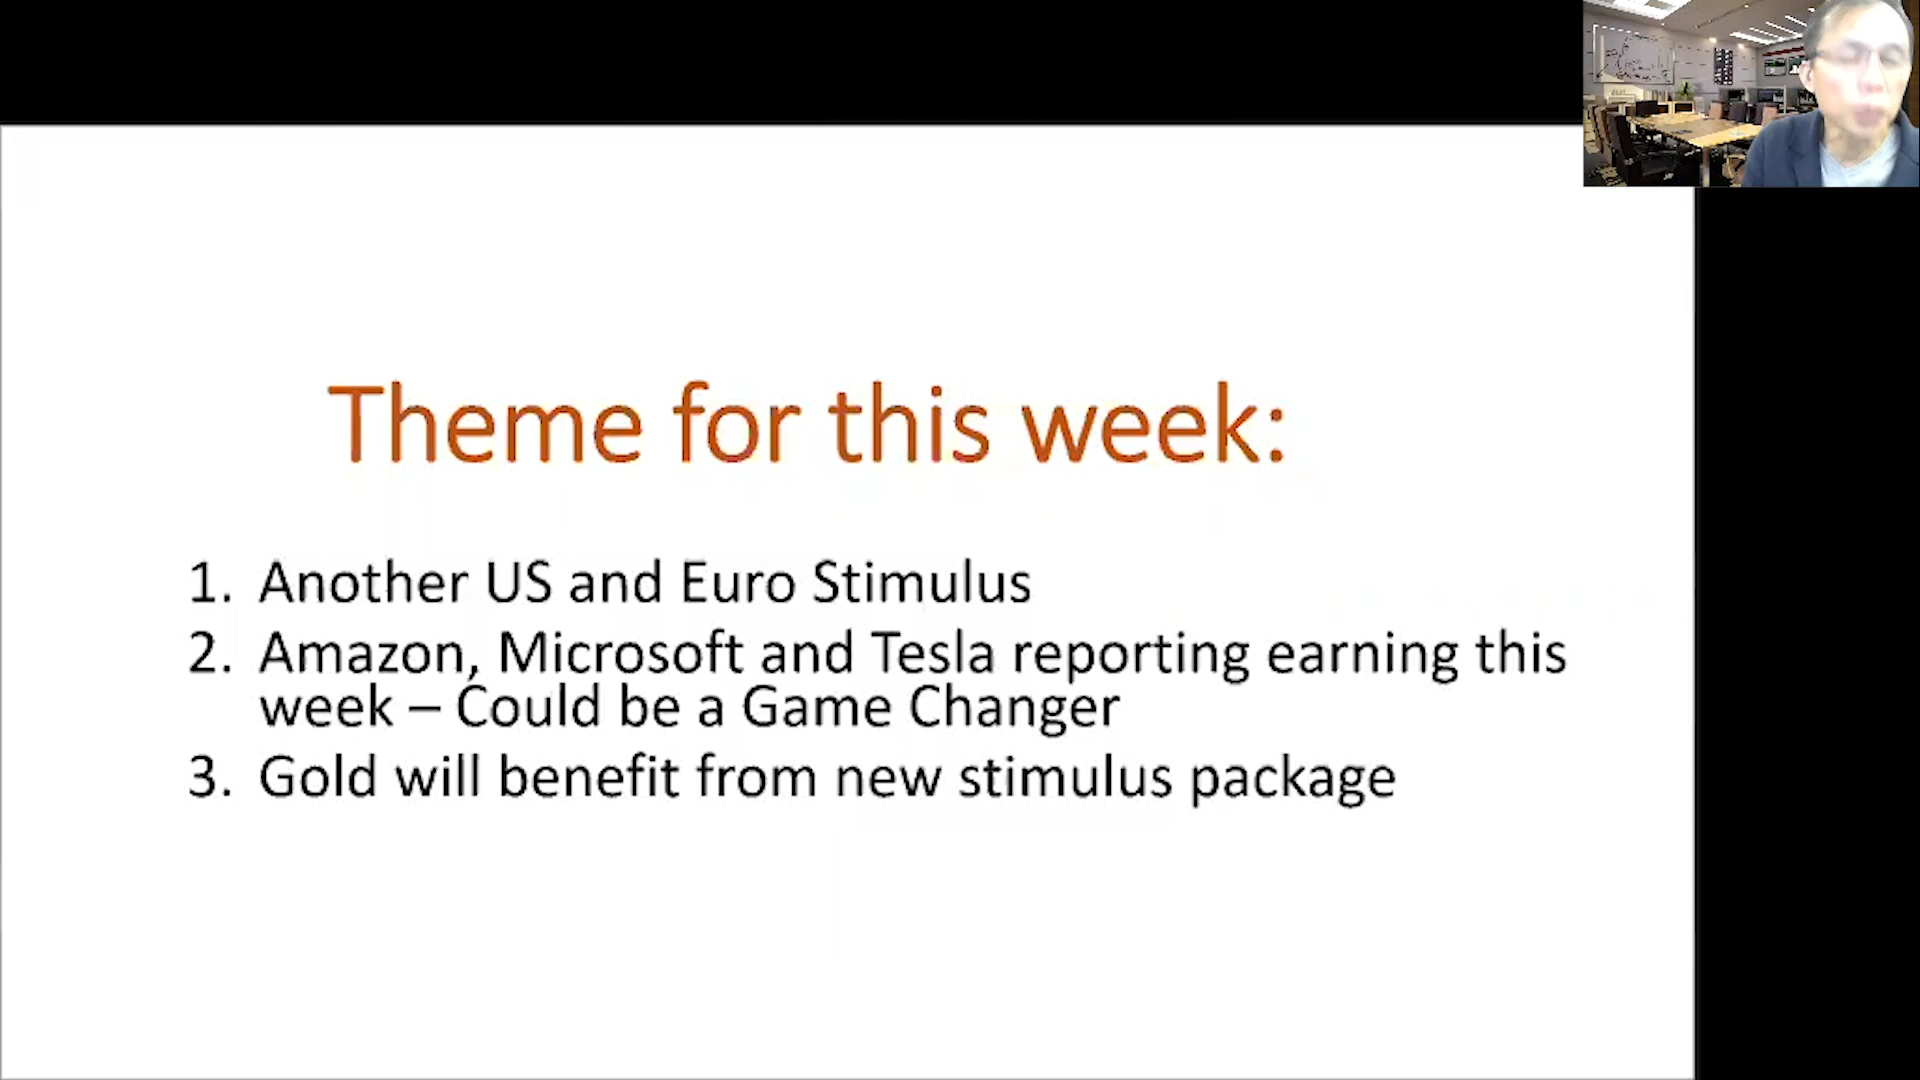 Theme for this week:
1. Another US and Euro Stimulus
2. Amazon, Microsoft and Tesla reporting earning this
week – Could be a Game Changer
3. Gold will benefit from new stimulus package